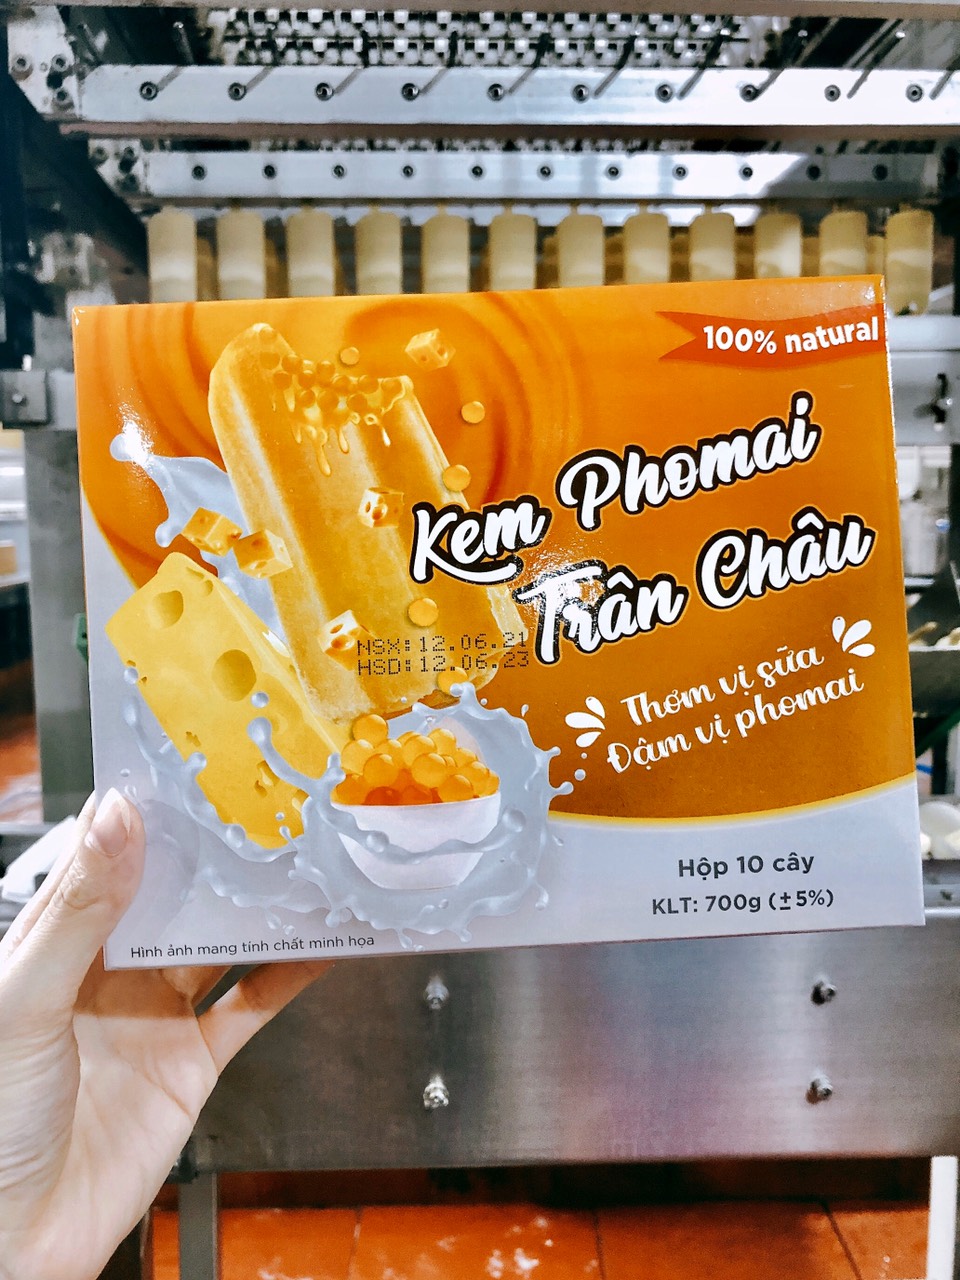 100% natural
Kem Phomai
Trân Châu
NSX:12.06.21
HSD:12.06.23
Thơm vị sữa
Đậm vị phomai
Hộp 10 cây
KLT: 700g (±5%)
Hình ảnh mang tính chất minh họa